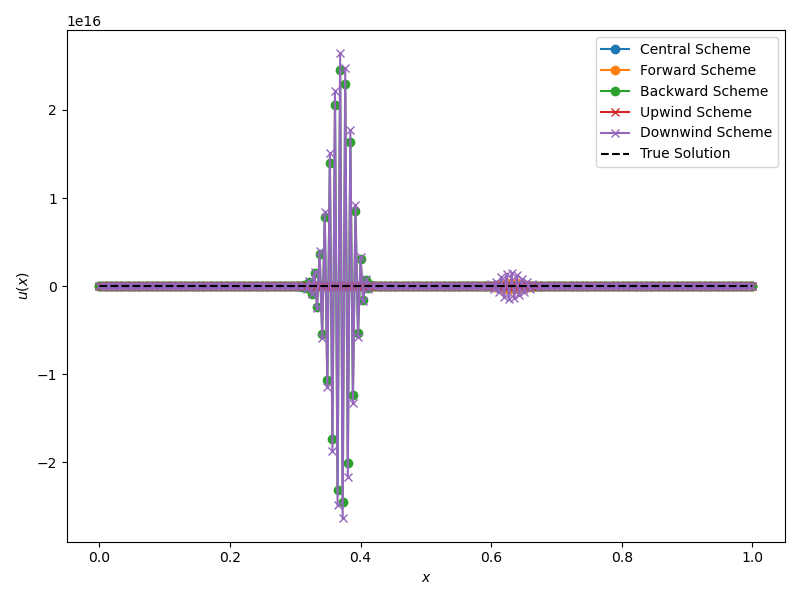 1e16
Central Scheme
Forward Scheme
Backward Scheme
Upwind Scheme
Downwind Scheme
True Solution
2
1
0
−1
−2
u(x)
0.0 0.2 0.4 0.6 0.8 1.0
x